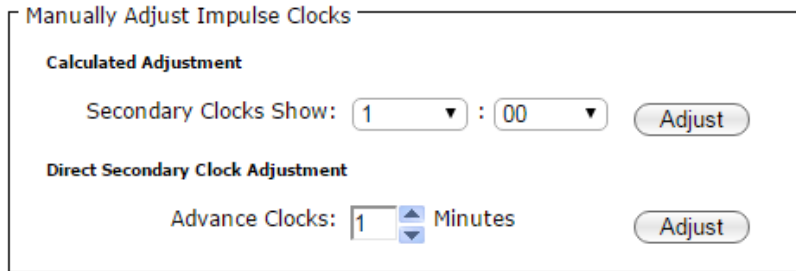 Manually Adjust Impulse Clocks
Calculated Adjustment
Secondary Clocks Show: 1 : 00 Adjust
Direct Secondary Clock Adjustment
Advance Clocks: 1 Minutes Adjust